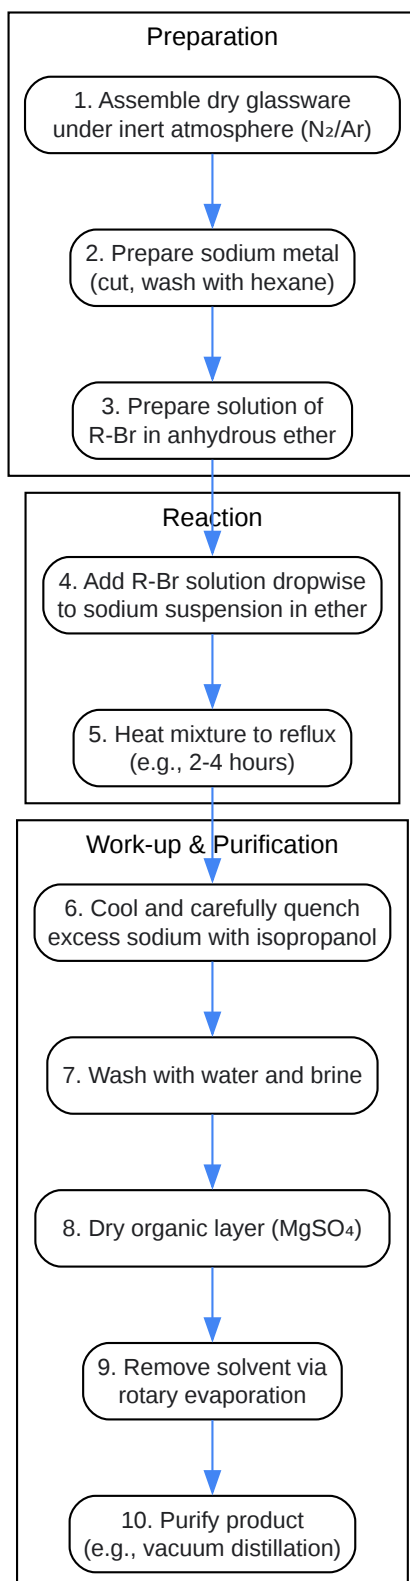 Preparation
1. Assemble dry glassware
under inert atmosphere (N₂/Ar)
2. Prepare sodium metal
(cut, wash with hexane)
3. Prepare solution of
R-Br in anhydrous ether
Reaction
4. Add R-Br solution dropwise
to sodium suspension in ether
5. Heat mixture to reflux
(e.g., 2-4 hours)
Work-up & Purification
6. Cool and carefully quench
excess sodium with isopropanol
7. Wash with water and brine
8. Dry organic layer (MgSO₄)
9. Remove solvent via
rotary evaporation
10. Purify product
(e.g., vacuum distillation)